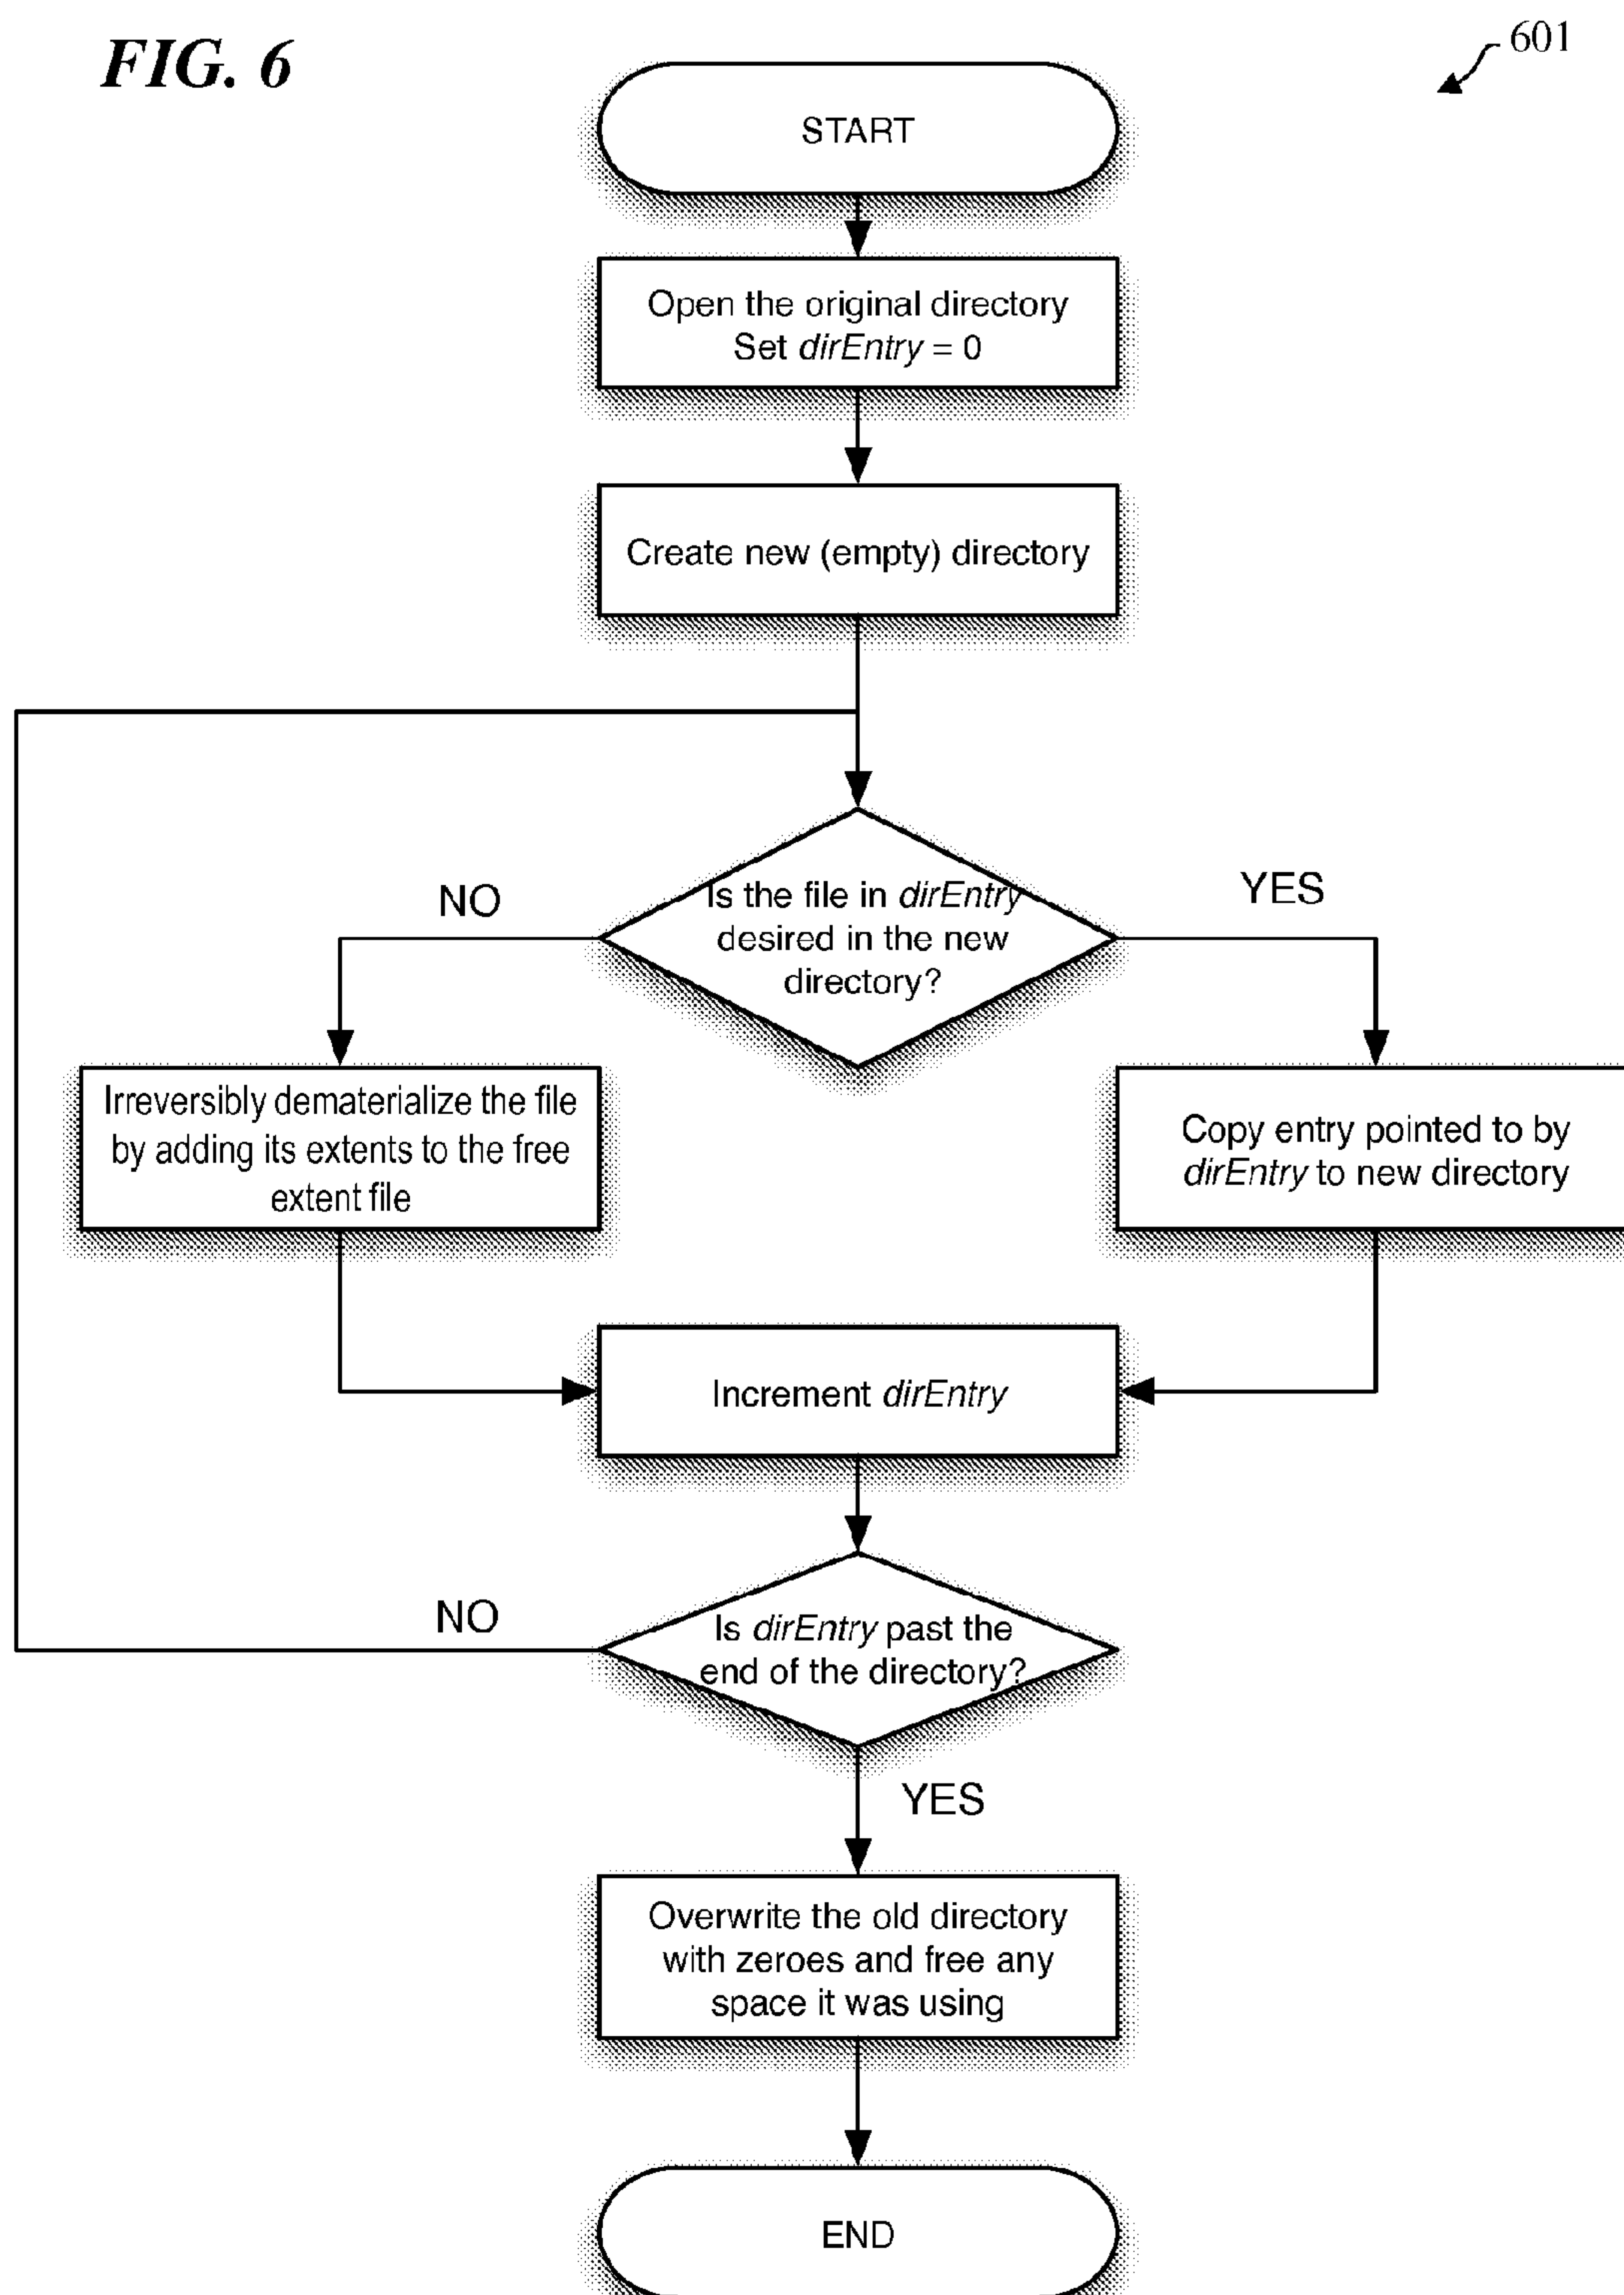 FIG. 6
601
START
Open the original directory
Set dirEntry = 0
Create new (empty) directory
NO
YES
Is the file in dirEntry
desired in the new
directory?
Irreversibly dematerialize the file
by adding its extents to the free
extent file
Copy entry pointed to by
dirEntry to new directory
Increment dirEntry
NO
Is dirEntry past the
end of the directory?
YES
Overwrite the old directory
with zeroes and free any
space it was using
END